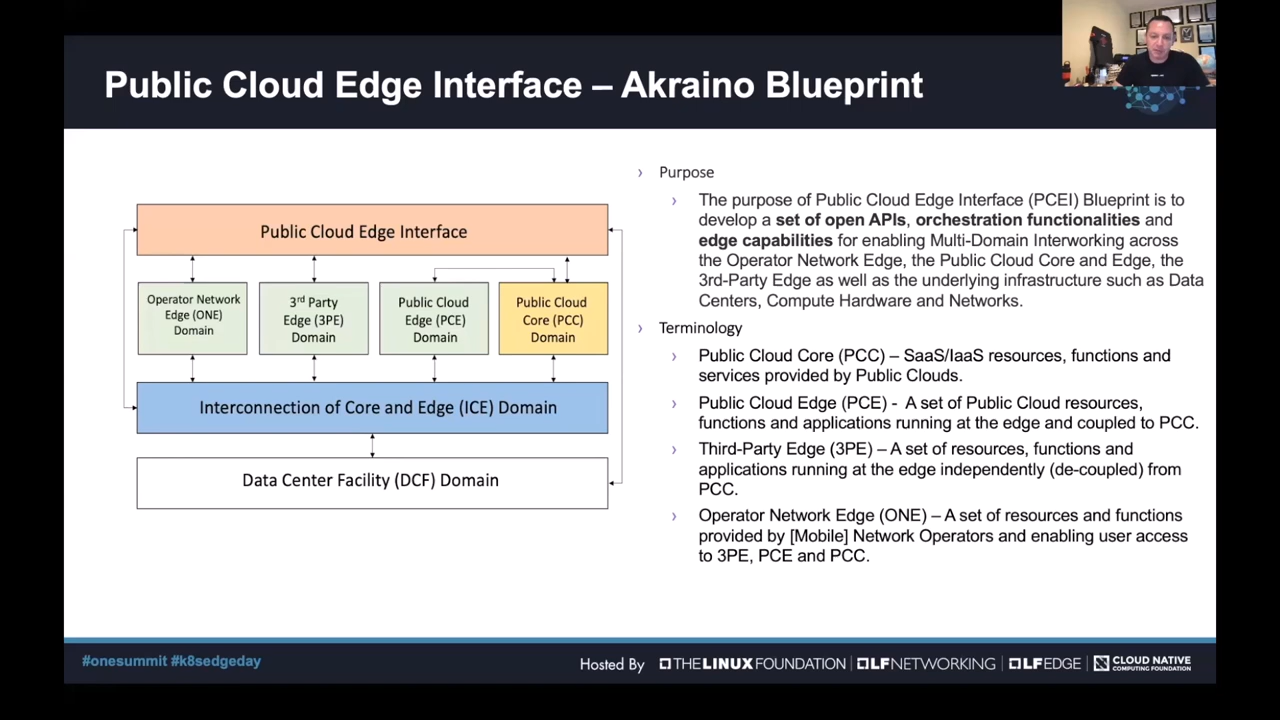 Public Cloud Edge Interface – Akraino Blueprint
Public Cloud Edge Interface
Operator Network
Edge (ONE)
Domain
3rd Party
Edge (3PE)
Domain
Public Cloud
Edge (PCE)
Domain
Public Cloud
Core (PCC)
Domain
Interconnection of Core and Edge (ICE) Domain
Data Center Facility (DCF) Domain
› Purpose
› The purpose of Public Cloud Edge Interface (PCEI) Blueprint is to
develop a set of open APIs, orchestration functionalities and
edge capabilities for enabling Multi-Domain Interworking across
the Operator Network Edge, the Public Cloud Core and Edge, the
3rd-Party Edge as well as the underlying infrastructure such as Data
Centers, Compute Hardware and Networks.
› Terminology
› Public Cloud Core (PCC) – SaaS/IaaS resources, functions and
services provided by Public Clouds.
› Public Cloud Edge (PCE) - A set of Public Cloud resources,
functions and applications running at the edge and coupled to PCC.
› Third-Party Edge (3PE) – A set of resources, functions and
applications running at the edge independently (de-coupled) from
PCC.
› Operator Network Edge (ONE) – A set of resources and functions
provided by [Mobile] Network Operators and enabling user access
to 3PE, PCE and PCC.
#onesummit #k8sedgeday
Hosted By THE LINUX FOUNDATION | LF NETWORKING | LF EDGE | CLOUD NATIVE
COMPUTING FOUNDATION